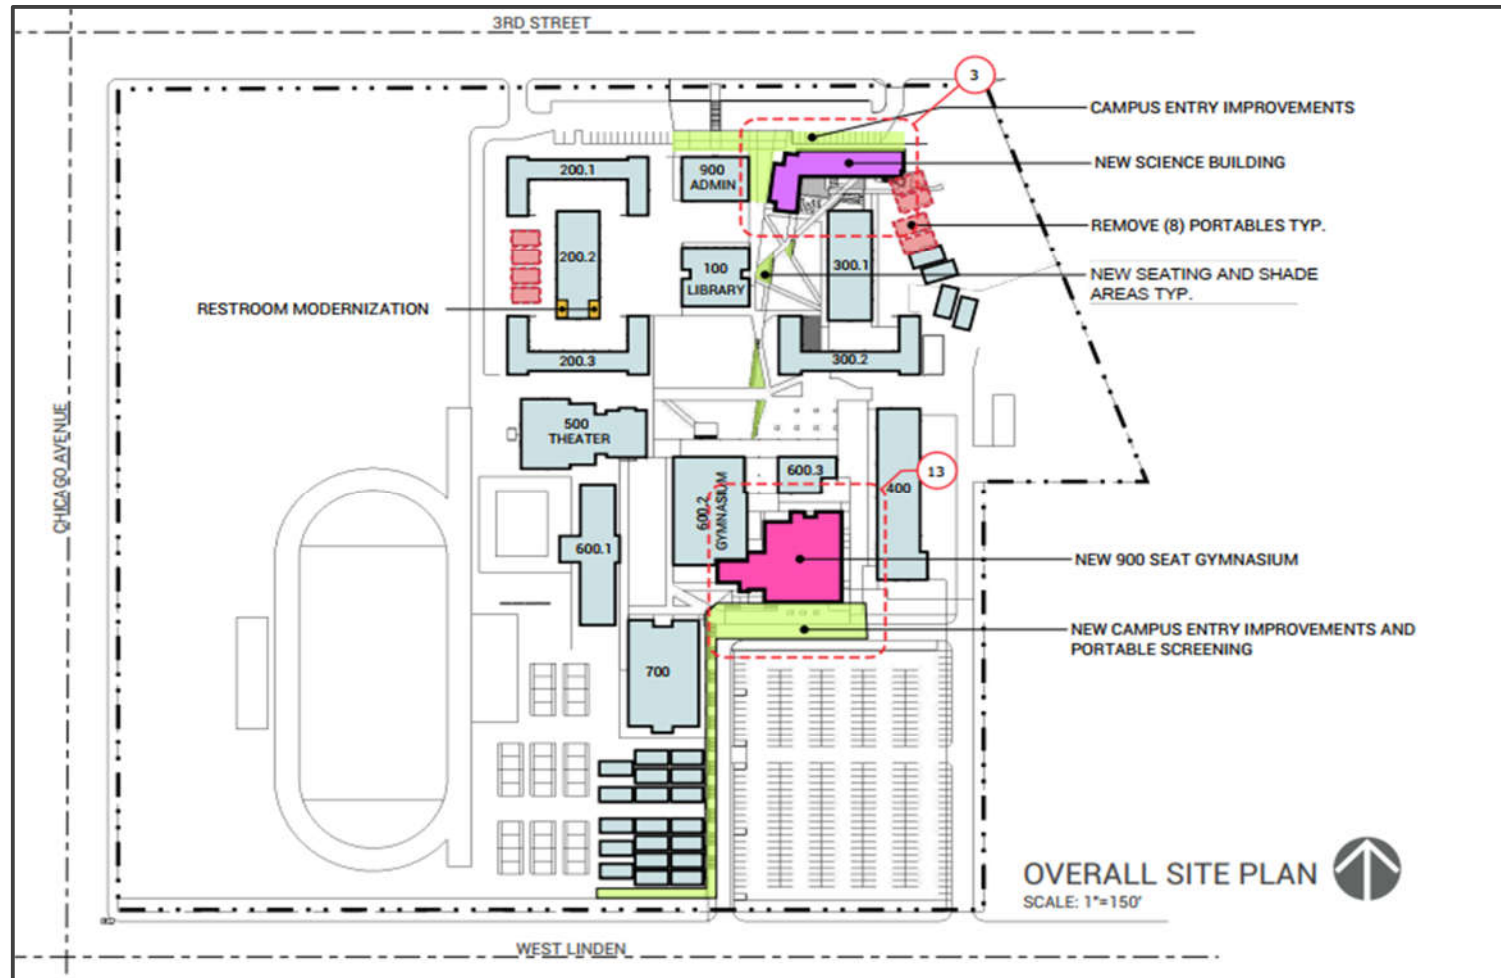 3RD STREET
3
CAMPUS ENTRY IMPROVEMENTS
NEW SCIENCE BUILDING
200.1
900
ADMIN
REMOVE (8) PORTABLES TYP.
200.2
100
LIBRARY
300.1
NEW SEATING AND SHADE
AREAS TYP.
RESTROOM MODERNIZATION
200.3
300.2
CHICAGO AVENUE
500
THEATER
600.3
13
400
600.2
GYMNASIUM
600.1
NEW 900 SEAT GYMNASIUM
NEW CAMPUS ENTRY IMPROVEMENTS AND
PORTABLE SCREENING
700
OVERALL SITE PLAN
SCALE: 1"=150'
WEST LINDEN